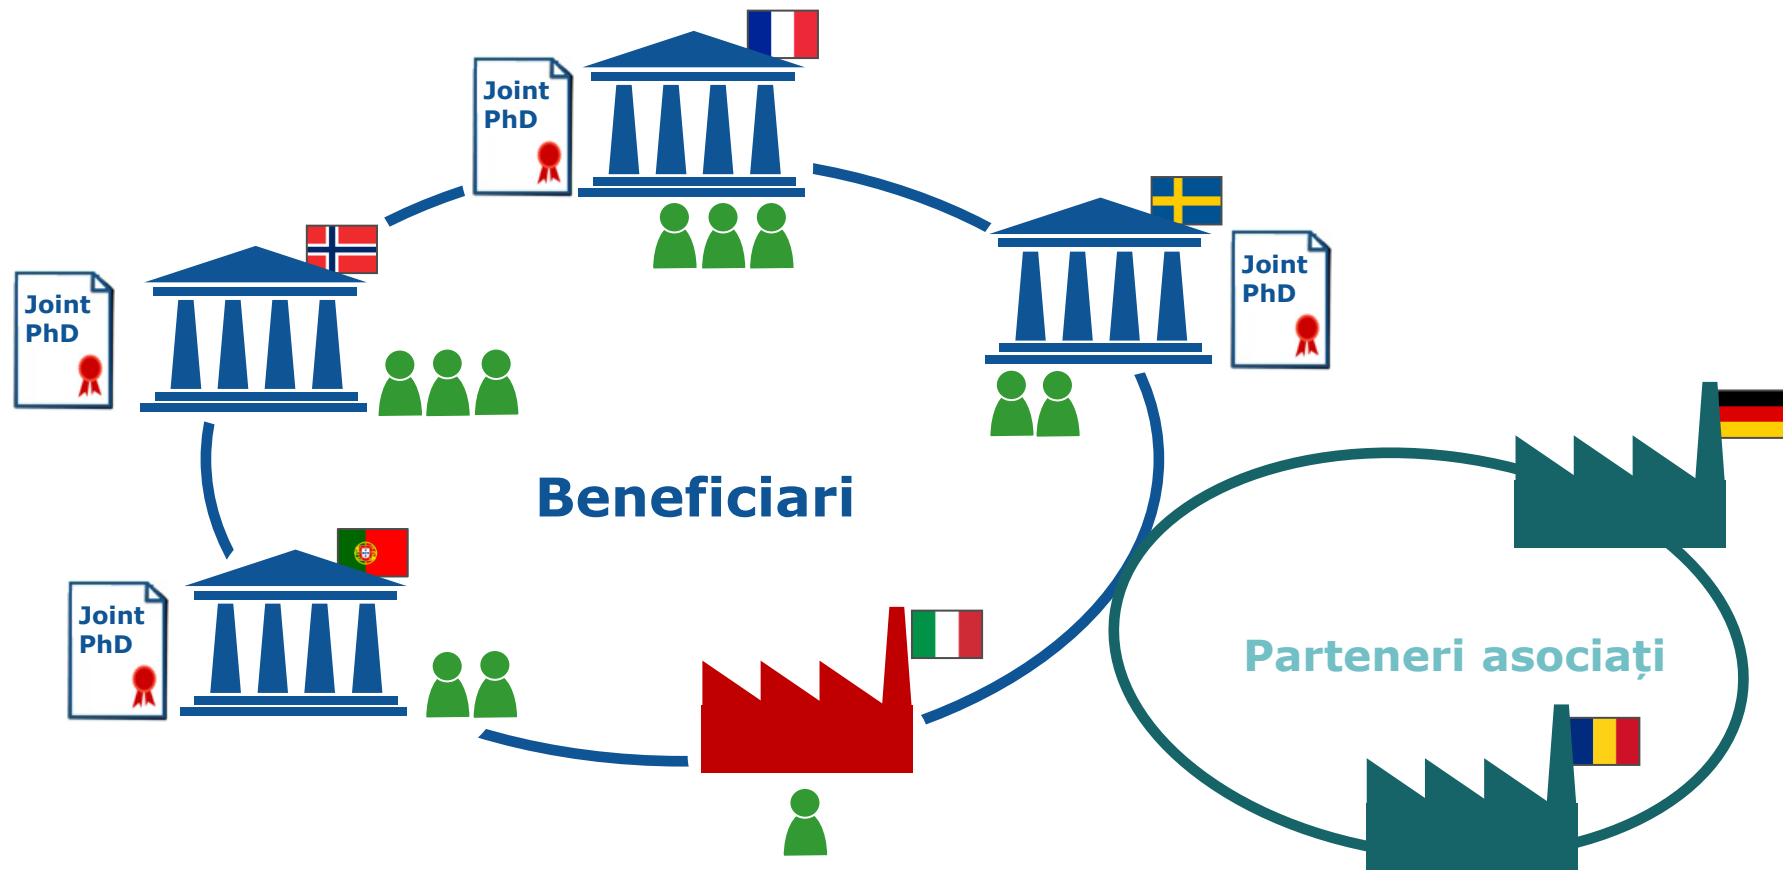 Joint
PhD
Joint
PhD
Joint
PhD
Beneficiari
Joint
PhD
Parteneri asociați